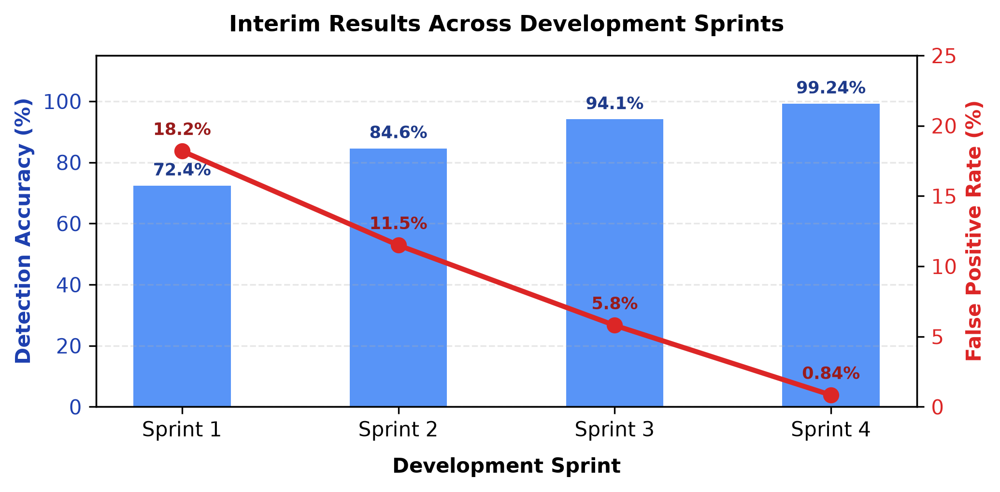 Interim Results Across Development Sprints
Detection Accuracy (%)
100
80
60
40
20
0
18.2%
72.4%
84.6%
11.5%
94.1%
5.8%
99.24%
0.84%
25
20
15
10
5
0
False Positive Rate (%)
Sprint 1
Sprint 2
Sprint 3
Sprint 4
Development Sprint